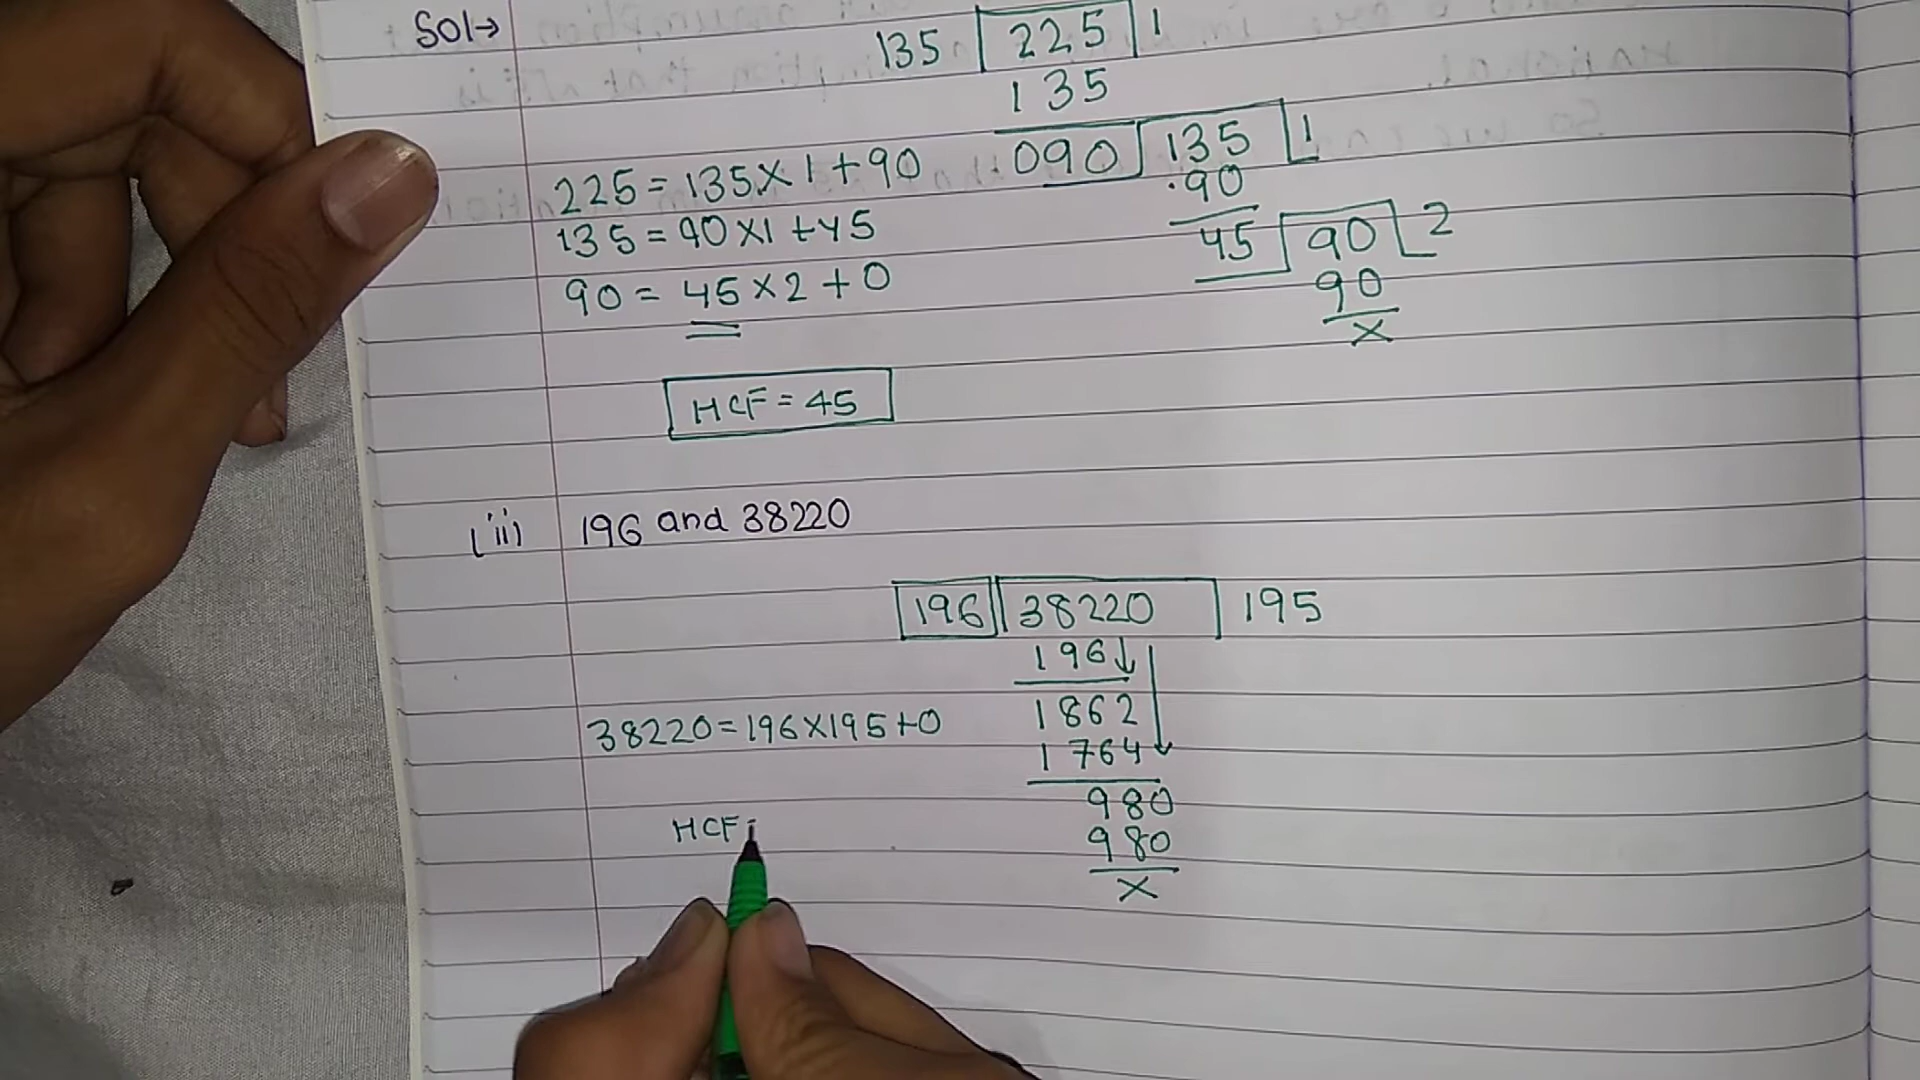 Sol→
135 225 1
135
090 135 1
.90
45 90 2
90
x
225 = 135 × 1 + 90
135 = 90 × 1 + 45
90 = 45 × 2 + 0
HCF = 45
(ii) 196 and 38220
196 38220 195
196↓
1862
1764
980
980
x
38220 = 196 × 195 + 0
HCF =